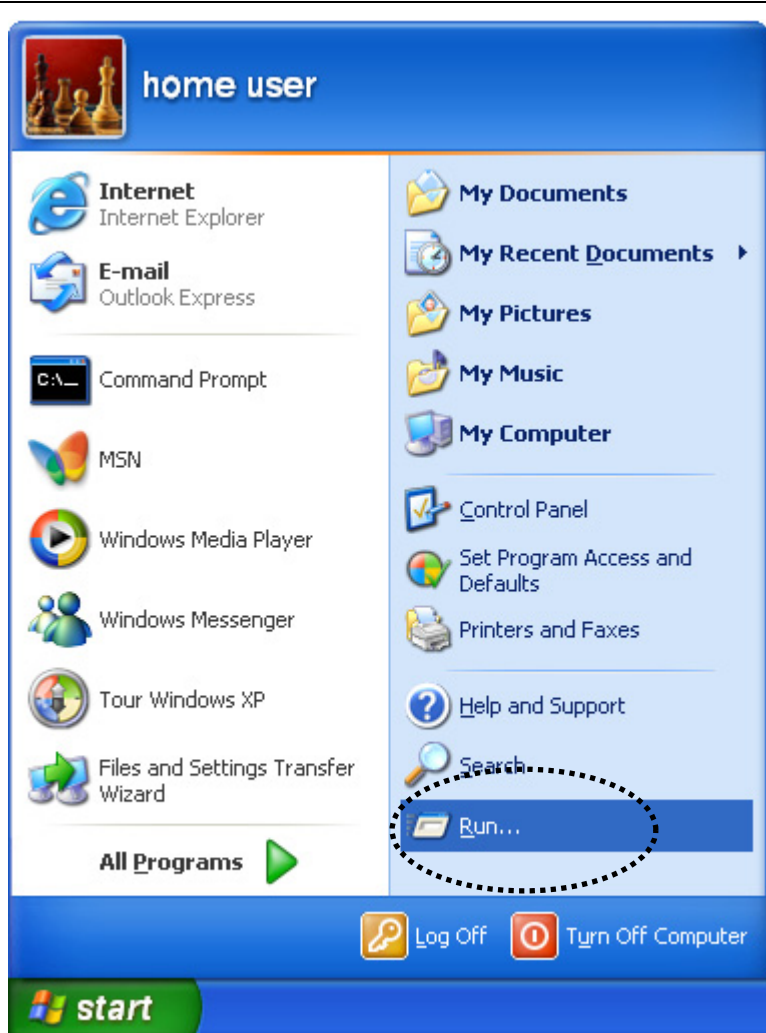 home user
Internet
Internet Explorer
E-mail
Outlook Express
C:\_ Command Prompt
MSN
Windows Media Player
Windows Messenger
Tour Windows XP
Files and Settings Transfer
Wizard
All Programs
My Documents
My Recent Documents
My Pictures
My Music
My Computer
Control Panel
Set Program Access and
Defaults
Printers and Faxes
Help and Support
Search
Run...
Log Off Turn Off Computer
start